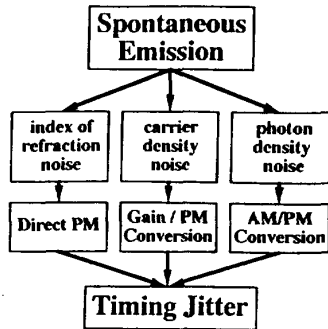 Spontaneous
Emission
index of
refraction
noise
carrier
density
noise
photon
density
noise
Direct PM
Gain / PM
Conversion
AM/PM
Conversion
Timing Jitter